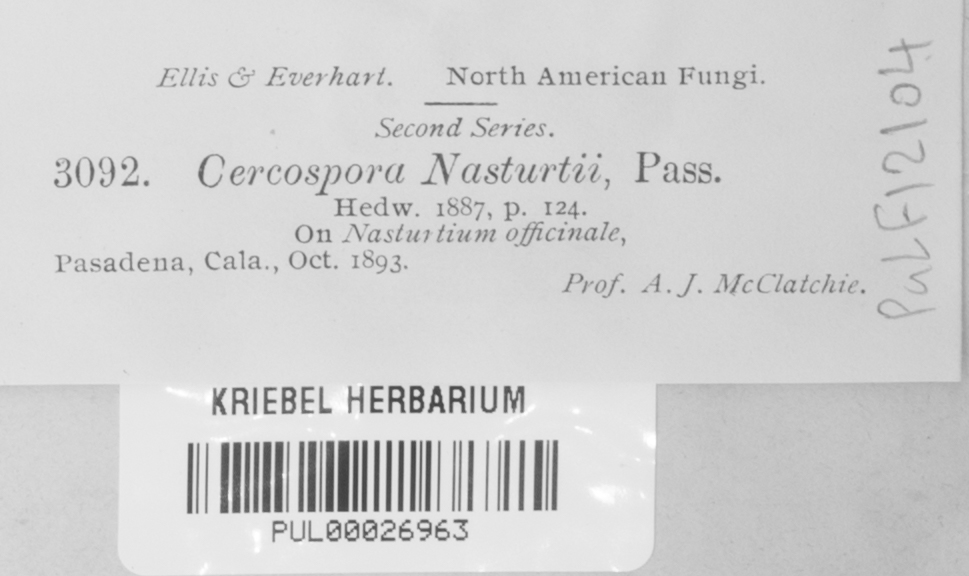 Ellis & Everhart. North American Fungi.
Second Series.
3092. Cercospora Nasturtii, Pass.
Hedw. 1887, p. 124.
On Nasturtium officinale,
Pasadena, Cala., Oct. 1893.
Prof. A. J. McClatchie.
PULF12104
KRIEBEL HERBARIUM
PUL00026963